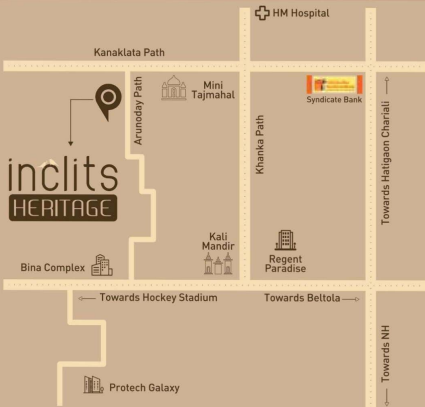 HM Hospital
Kanaklata Path
Arunoday Path
Mini
Tajmahal
Syndicate Bank
Khanka Path
Towards Hatigaon Chariali
inclits
HERITAGE
Kali
Mandir
Regent
Paradise
Bina Complex
Towards Hockey Stadium
Towards Beltola
Towards NH
Protech Galaxy